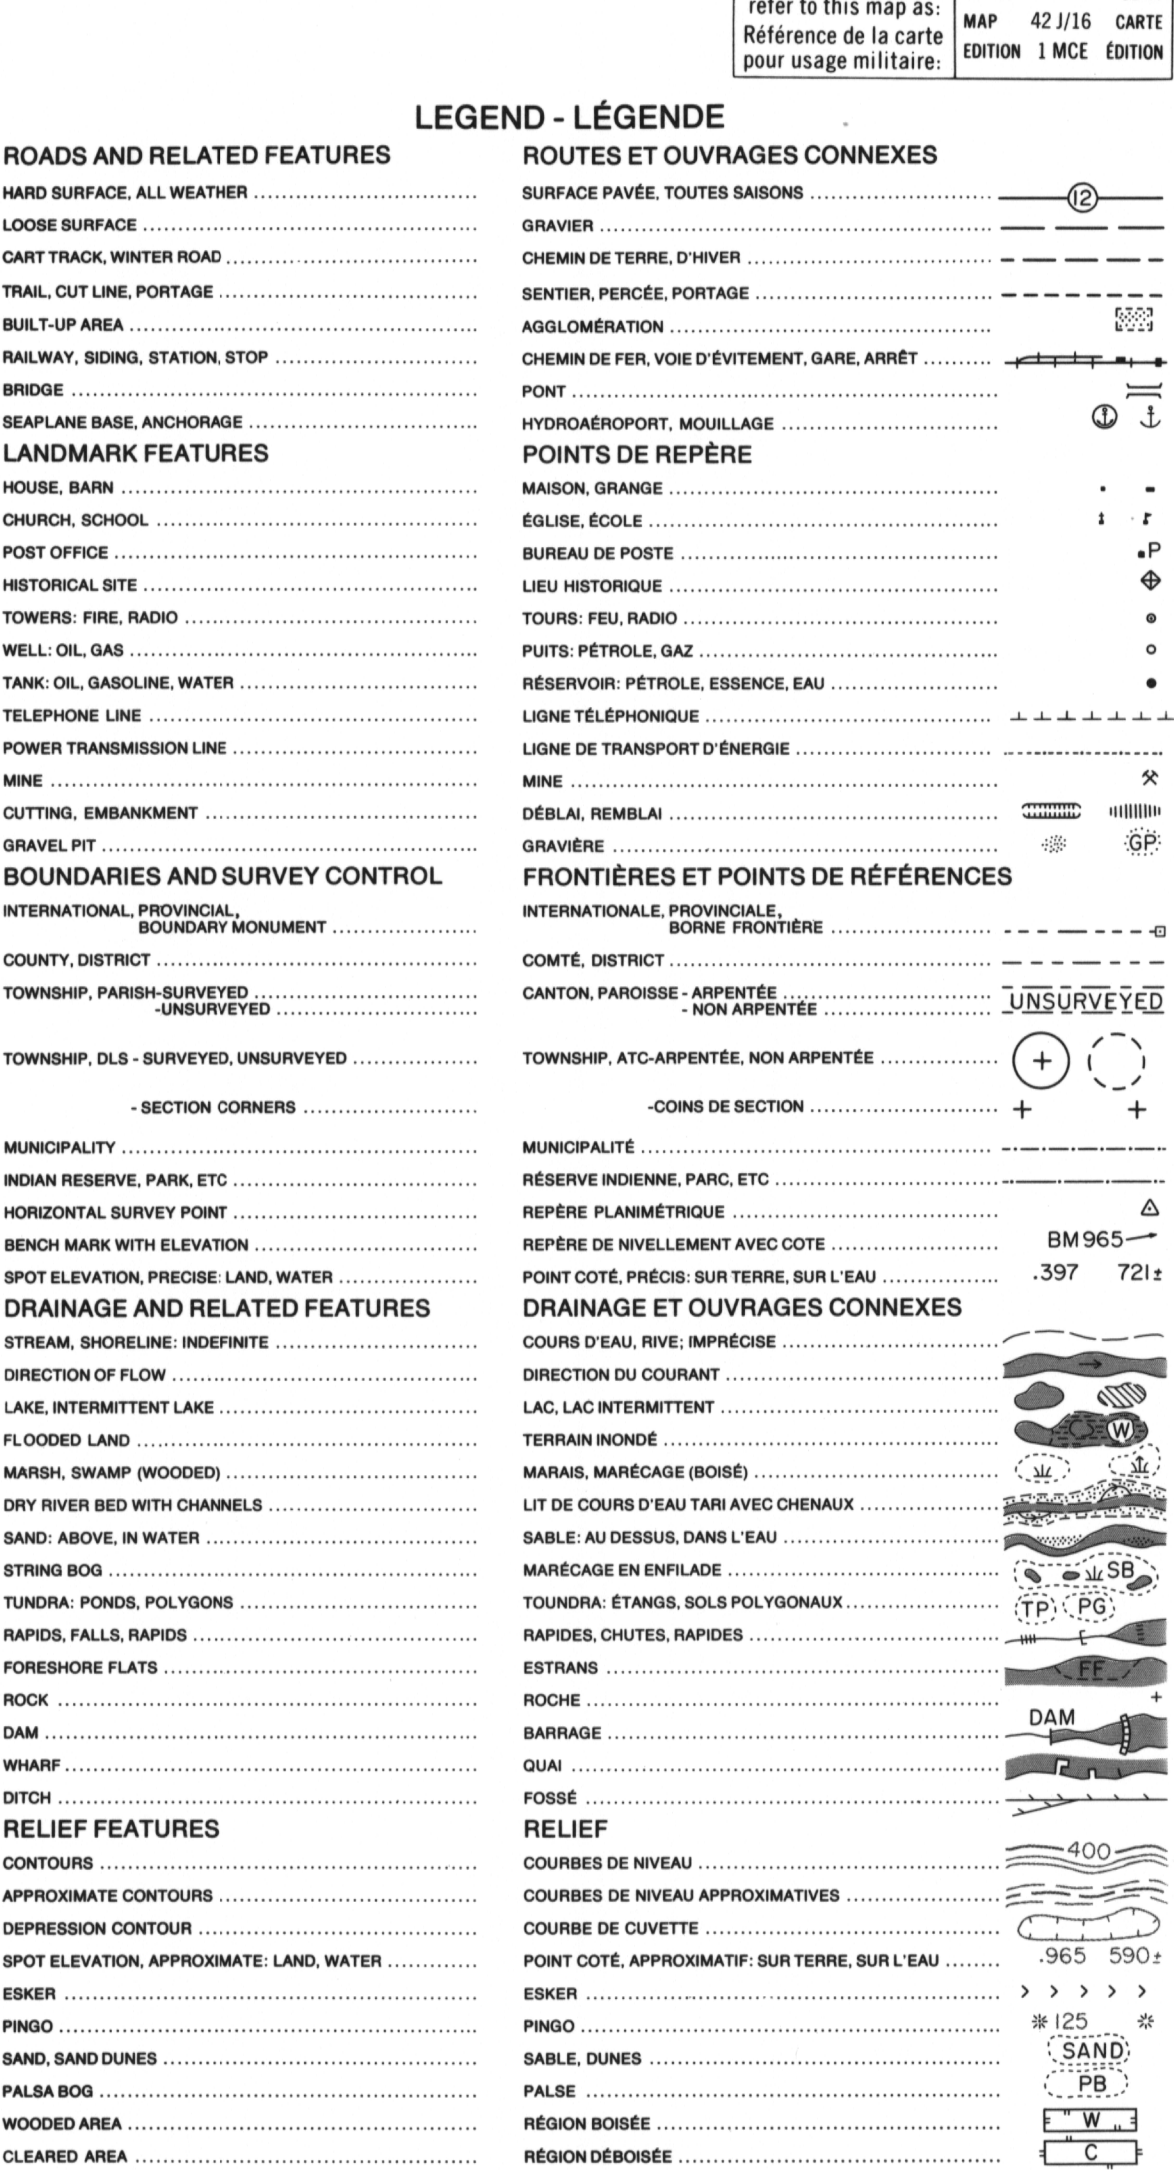 refer to this map as:
Référence de la carte
pour usage militaire:
MAP 42 J/16 CARTE
EDITION 1 MCE ÉDITION
LEGEND - LÉGENDE
ROADS AND RELATED FEATURES ROUTES ET OUVRAGES CONNEXES
HARD SURFACE, ALL WEATHER SURFACE PAVÉE, TOUTES SAISONS 12
LOOSE SURFACE GRAVIER
CART TRACK, WINTER ROAD CHEMIN DE TERRE, D'HIVER
TRAIL, CUT LINE, PORTAGE SENTIER, PERCÉE, PORTAGE
BUILT-UP AREA AGGLOMÉRATION
RAILWAY, SIDING, STATION, STOP CHEMIN DE FER, VOIE D'ÉVITEMENT, GARE, ARRÊT
BRIDGE PONT
SEAPLANE BASE, ANCHORAGE HYDROAÉROPORT, MOUILLAGE
LANDMARK FEATURES POINTS DE REPÈRE
HOUSE, BARN MAISON, GRANGE
CHURCH, SCHOOL ÉGLISE, ÉCOLE
POST OFFICE BUREAU DE POSTE P
HISTORICAL SITE LIEU HISTORIQUE
TOWERS: FIRE, RADIO TOURS: FEU, RADIO
WELL: OIL, GAS PUITS: PÉTROLE, GAZ
TANK: OIL, GASOLINE, WATER RÉSERVOIR: PÉTROLE, ESSENCE, EAU
TELEPHONE LINE LIGNE TÉLÉPHONIQUE
POWER TRANSMISSION LINE LIGNE DE TRANSPORT D'ÉNERGIE
MINE MINE
CUTTING, EMBANKMENT DÉBLAI, REMBLAI
GRAVEL PIT GRAVIÈRE GP
BOUNDARIES AND SURVEY CONTROL FRONTIÈRES ET POINTS DE RÉFÉRENCES
INTERNATIONAL, PROVINCIAL, INTERNATIONALE, PROVINCIALE,
BOUNDARY MONUMENT BORNE FRONTIÈRE
COUNTY, DISTRICT COMTÉ, DISTRICT
TOWNSHIP, PARISH-SURVEYED CANTON, PAROISSE - ARPENTÉE UNSURVEYED
-UNSURVEYED - NON ARPENTÉE
TOWNSHIP, DLS - SURVEYED, UNSURVEYED TOWNSHIP, ATC-ARPENTÉE, NON ARPENTÉE
- SECTION CORNERS -COINS DE SECTION
MUNICIPALITY MUNICIPALITÉ
INDIAN RESERVE, PARK, ETC RÉSERVE INDIENNE, PARC, ETC
HORIZONTAL SURVEY POINT REPÈRE PLANIMÉTRIQUE
BENCH MARK WITH ELEVATION REPÈRE DE NIVELLEMENT AVEC COTE BM 965
SPOT ELEVATION, PRECISE: LAND, WATER POINT COTÉ, PRÉCIS: SUR TERRE, SUR L'EAU .397 721±
DRAINAGE AND RELATED FEATURES DRAINAGE ET OUVRAGES CONNEXES
STREAM, SHORELINE: INDEFINITE COURS D'EAU, RIVE; IMPRÉCISE
DIRECTION OF FLOW DIRECTION DU COURANT
LAKE, INTERMITTENT LAKE LAC, LAC INTERMITTENT
FLOODED LAND TERRAIN INONDÉ W
MARSH, SWAMP (WOODED) MARAIS, MARÉCAGE (BOISÉ)
DRY RIVER BED WITH CHANNELS LIT DE COURS D'EAU TARI AVEC CHENAUX
SAND: ABOVE, IN WATER SABLE: AU DESSUS, DANS L'EAU
STRING BOG MARÉCAGE EN ENFILADE SB
TUNDRA: PONDS, POLYGONS TOUNDRA: ÉTANGS, SOLS POLYGONAUX TP PG
RAPIDS, FALLS, RAPIDS RAPIDES, CHUTES, RAPIDES
FORESHORE FLATS ESTRANS FF
ROCK ROCHE
DAM BARRAGE DAM
WHARF QUAI
DITCH FOSSÉ
RELIEF FEATURES RELIEF
CONTOURS COURBES DE NIVEAU 400
APPROXIMATE CONTOURS COURBES DE NIVEAU APPROXIMATIVES
DEPRESSION CONTOUR COURBE DE CUVETTE
SPOT ELEVATION, APPROXIMATE: LAND, WATER POINT COTÉ, APPROXIMATIF: SUR TERRE, SUR L'EAU .965 590±
ESKER ESKER
PINGO PINGO 125
SAND, SAND DUNES SABLE, DUNES SAND
PALSA BOG PALSE PB
WOODED AREA RÉGION BOISÉE W
CLEARED AREA RÉGION DÉBOISÉE C